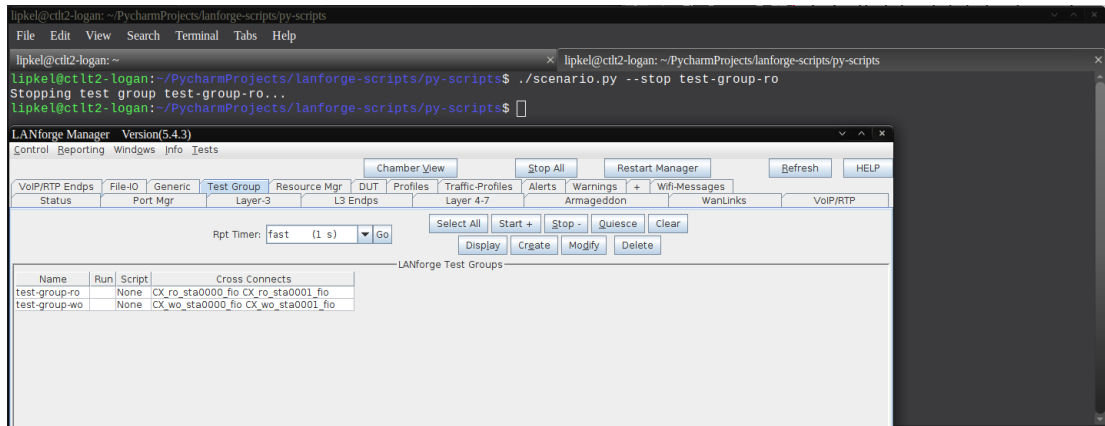 lipkel@ctlt2-logan: ~/PycharmProjects/lanforge-scripts/py-scripts
File Edit View Search Terminal Tabs Help
lipkel@ctlt2-logan: ~ × lipkel@ctlt2-logan: ~/PycharmProjects/lanforge-scripts/py-scripts ×
lipkel@ctlt2-logan:~/PycharmProjects/lanforge-scripts/py-scripts$ ./scenario.py --stop test-group-ro
Stopping test group test-group-ro...
lipkel@ctlt2-logan:~/PycharmProjects/lanforge-scripts/py-scripts$
LANforge Manager Version(5.4.3)
Control Reporting Windows Info Tests
Chamber View Stop All Restart Manager Refresh HELP
VoIP/RTP Endps File-IO Generic Test Group Resource Mgr DUT Profiles Traffic-Profiles Alerts Warnings + Wifi-Messages
Status Port Mgr Layer-3 L3 Endps Layer 4-7 Armageddon WanLinks VoIP/RTP
Rpt Timer: fast (1 s) Go Select All Start + Stop - Quiesce Clear
Display Create Modify Delete
LANforge Test Groups
Name Run Script Cross Connects
test-group-ro None CX_ro_sta0000_fio CX_ro_sta0001_fio
test-group-wo None CX_wo_sta0000_fio CX_wo_sta0001_fio